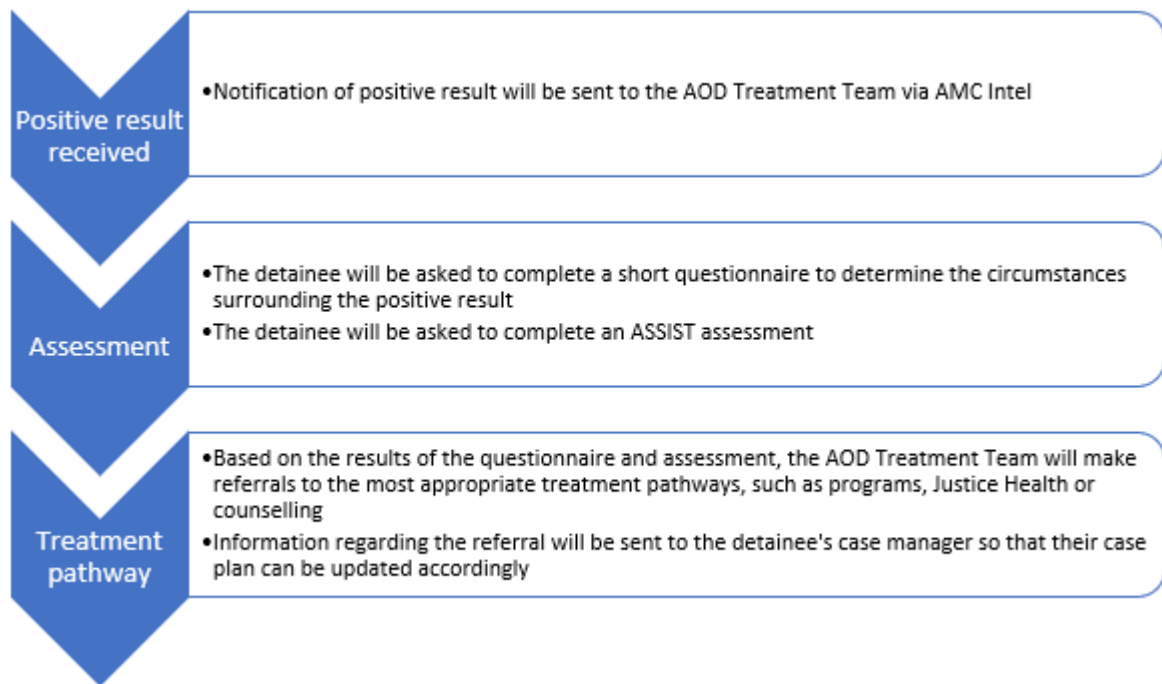 Positive result
received
•Notification of positive result will be sent to the AOD Treatment Team via AMC Intel
Assessment
•The detainee will be asked to complete a short questionnaire to determine the circumstances
surrounding the positive result
•The detainee will be asked to complete an ASSIST assessment
Treatment
pathway
•Based on the results of the questionnaire and assessment, the AOD Treatment Team will make
referrals to the most appropriate treatment pathways, such as programs, Justice Health or
counselling
•Information regarding the referral will be sent to the detainee's case manager so that their case
plan can be updated accordingly